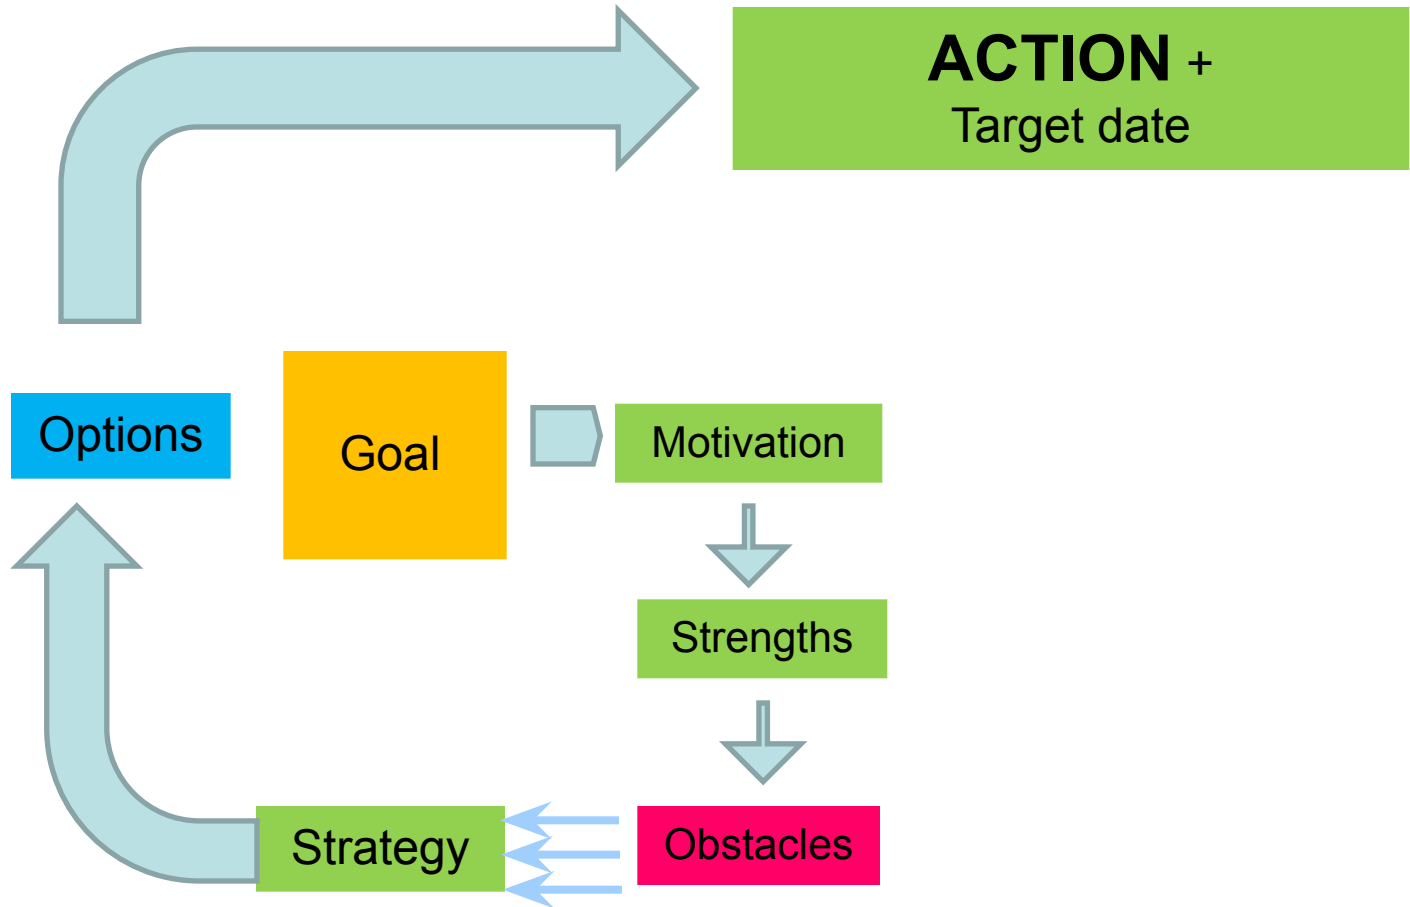 ACTION +
Target date
Options
Goal
Motivation
Strengths
Strategy
Obstacles